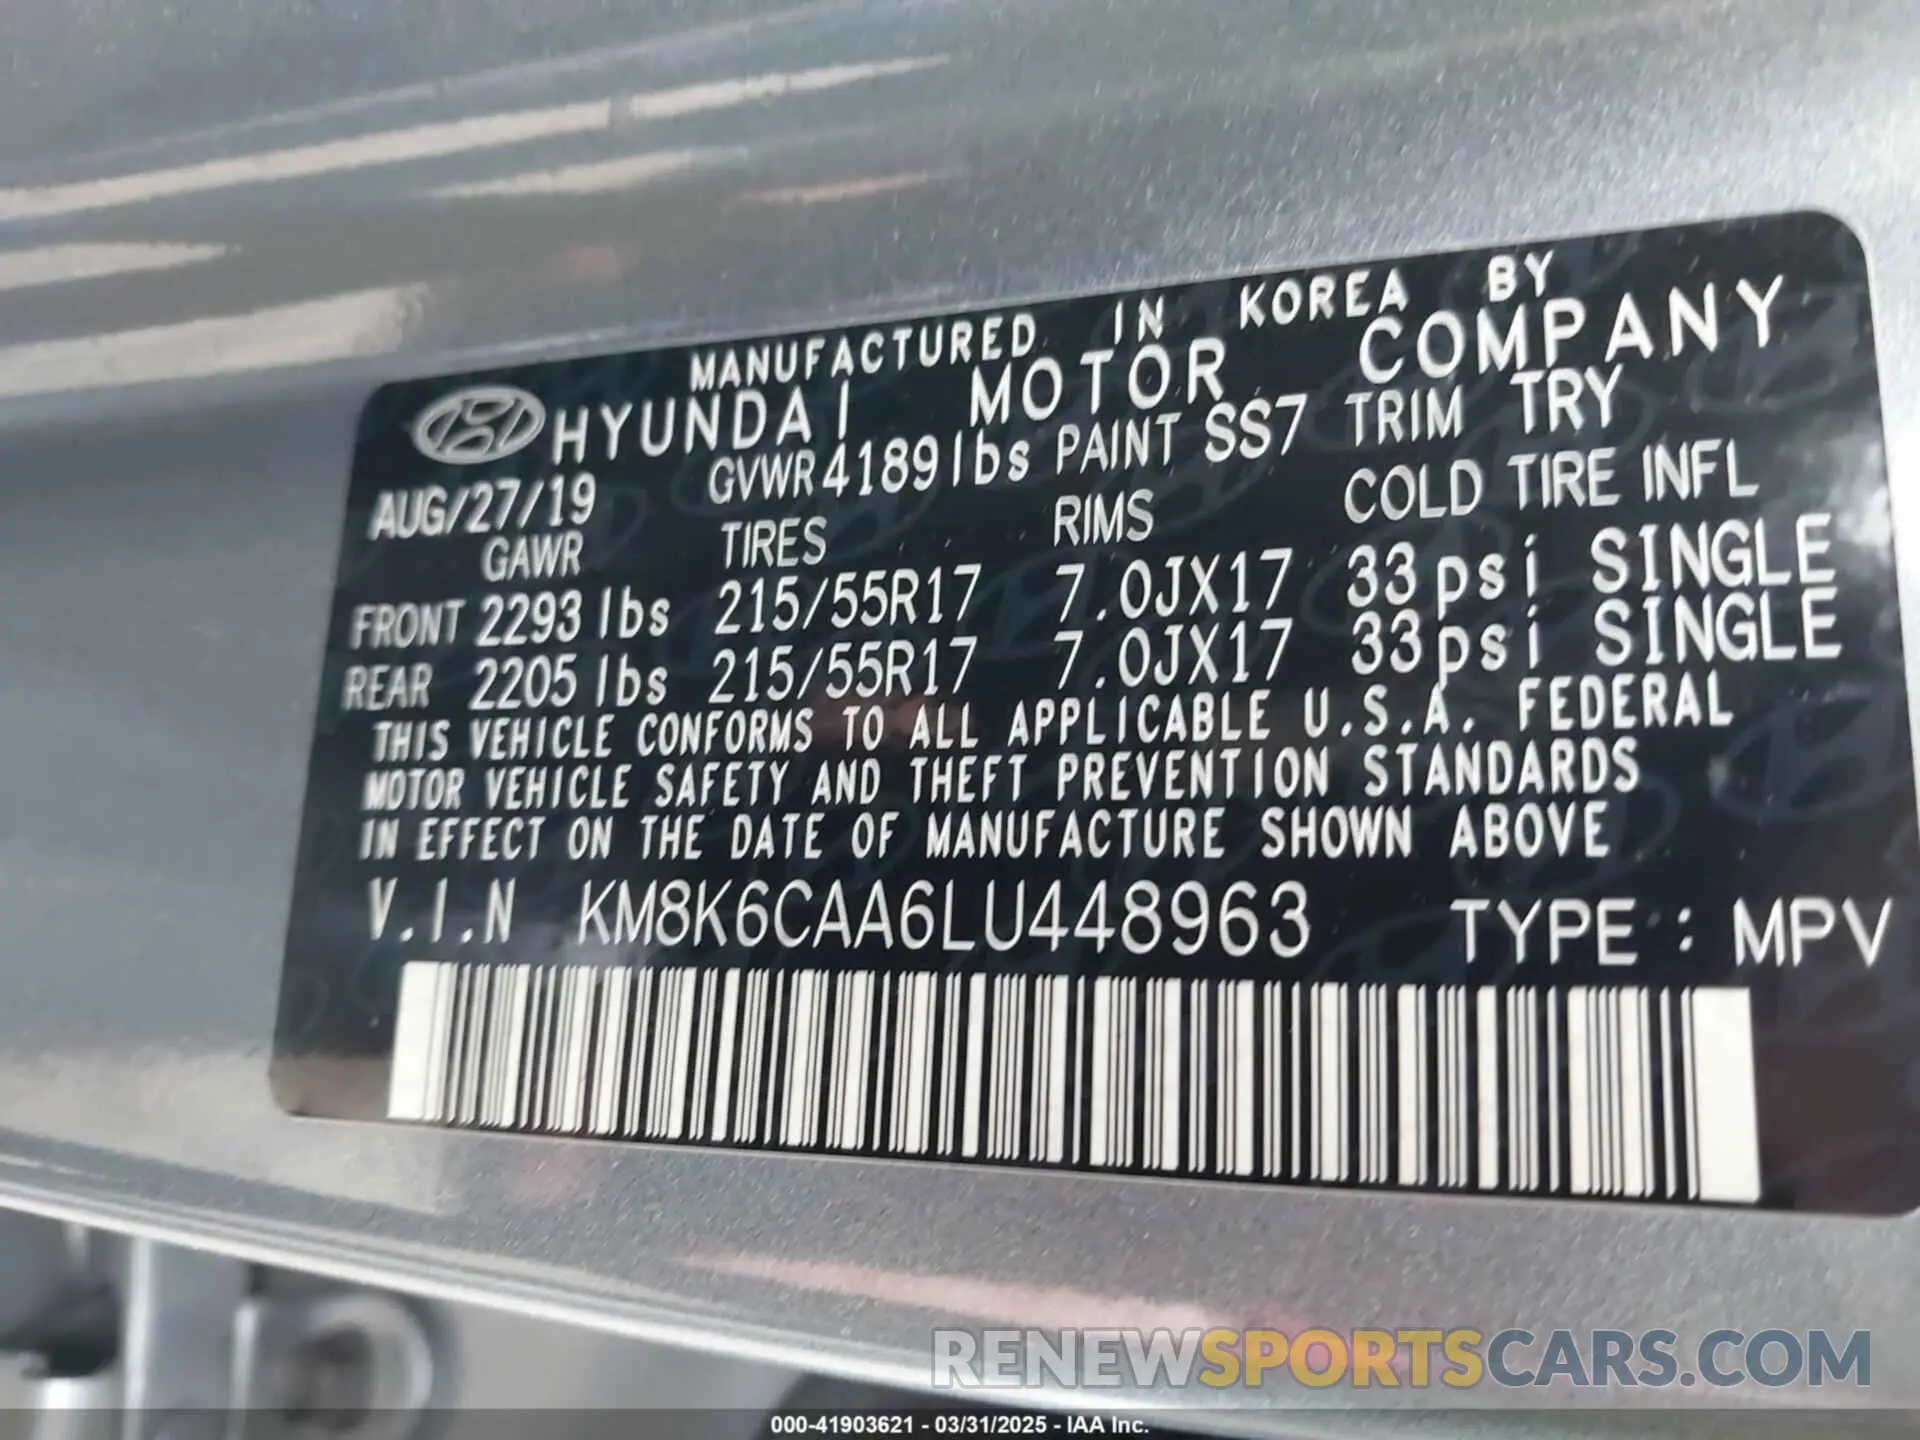 MANUFACTURED IN KOREA BY
HYUNDAI MOTOR COMPANY
AUG/27/19 GVWR 4189lbs PAINT SS7 TRIM TRY
GAWR TIRES RIMS COLD TIRE INFL
FRONT 2293 lbs 215/55R17 7.0JX17 33psi SINGLE
REAR 2205 lbs 215/55R17 7.0JX17 33psi SINGLE
THIS VEHICLE CONFORMS TO ALL APPLICABLE U.S.A. FEDERAL
MOTOR VEHICLE SAFETY AND THEFT PREVENTION STANDARDS
IN EFFECT ON THE DATE OF MANUFACTURE SHOWN ABOVE
V.I.N KM8K6CAA6LU448963 TYPE : MPV
RENEWSPORTSCARS.COM
000-41903621 - 03/31/2025 - IAA Inc.